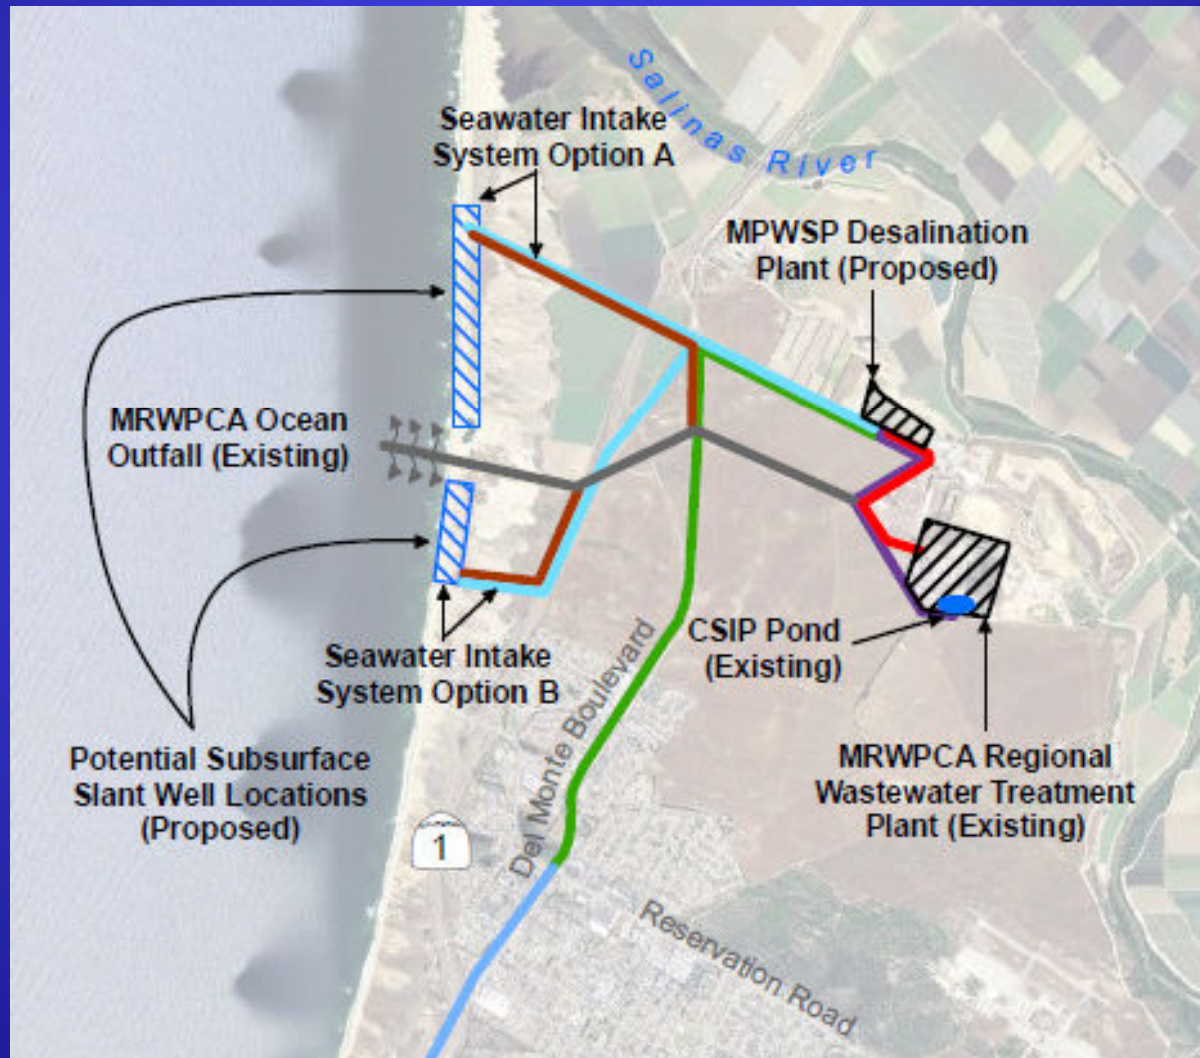 Salinas River
Seawater Intake
System Option A
MPWSP Desalination
Plant (Proposed)
MRWPCA Ocean
Outfall (Existing)
CSIP Pond
(Existing)
Seawater Intake
System Option B
Del Monte Boulevard
Potential Subsurface
Slant Well Locations
(Proposed)
MRWPCA Regional
Wastewater Treatment
Plant (Existing)
1
Reservation Road